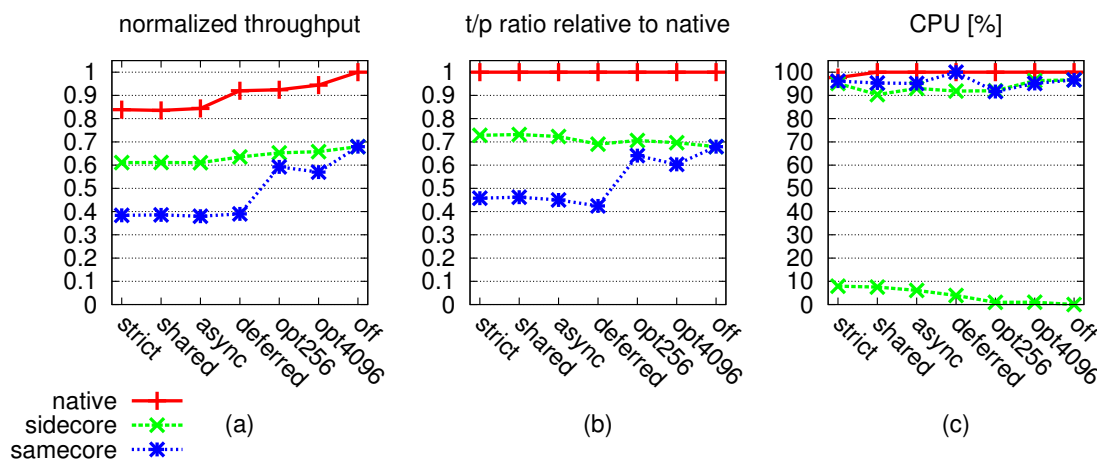 normalized throughput
1
0.9
0.8
0.7
0.6
0.5
0.4
0.3
0.2
0.1
0
strict
shared
async
deferred
opt256
opt4096
off
(a)
t/p ratio relative to native
1
0.9
0.8
0.7
0.6
0.5
0.4
0.3
0.2
0.1
0
strict
shared
async
deferred
opt256
opt4096
off
(b)
CPU [%]
100
90
80
70
60
50
40
30
20
10
0
strict
shared
async
deferred
opt256
opt4096
off
(c)
native
sidecore
samecore